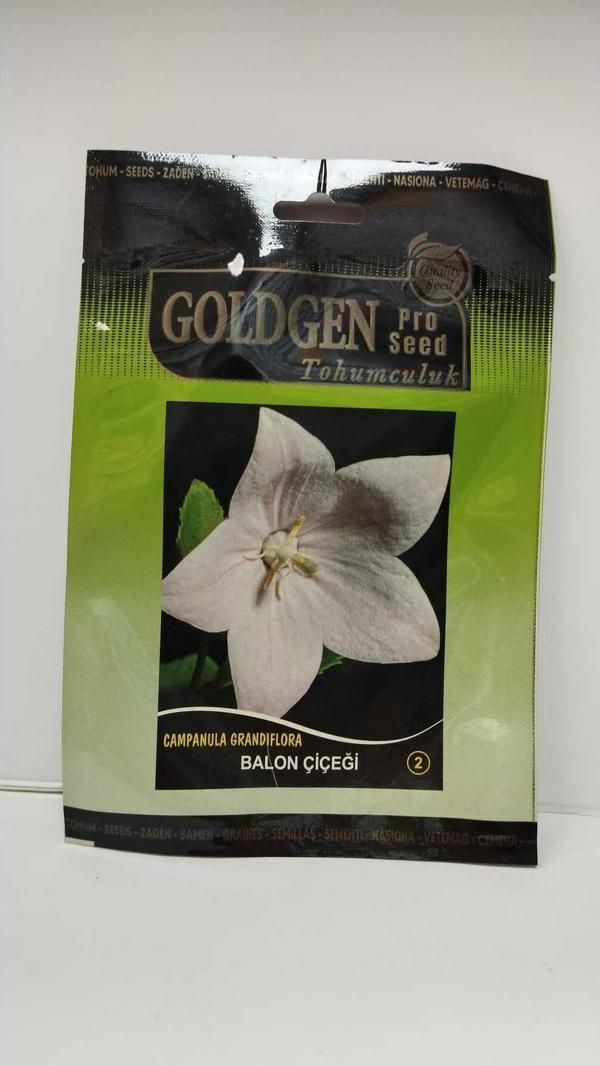 TOHUM - SEEDS - ZADEN -
- NASIONA - VETEMAG - CEMENA -
Quality
Seed
GOLDGEN Pro
Seed
Tohumculuk
CAMPANULA GRANDIFLORA
BALON ÇİÇEĞİ 2
TOHUM - SEEDS - ZADEN - SAMEN - GRAINES - SEMILLAS - SEMENTI - NASIONA - VETEMAG - CEMENA -